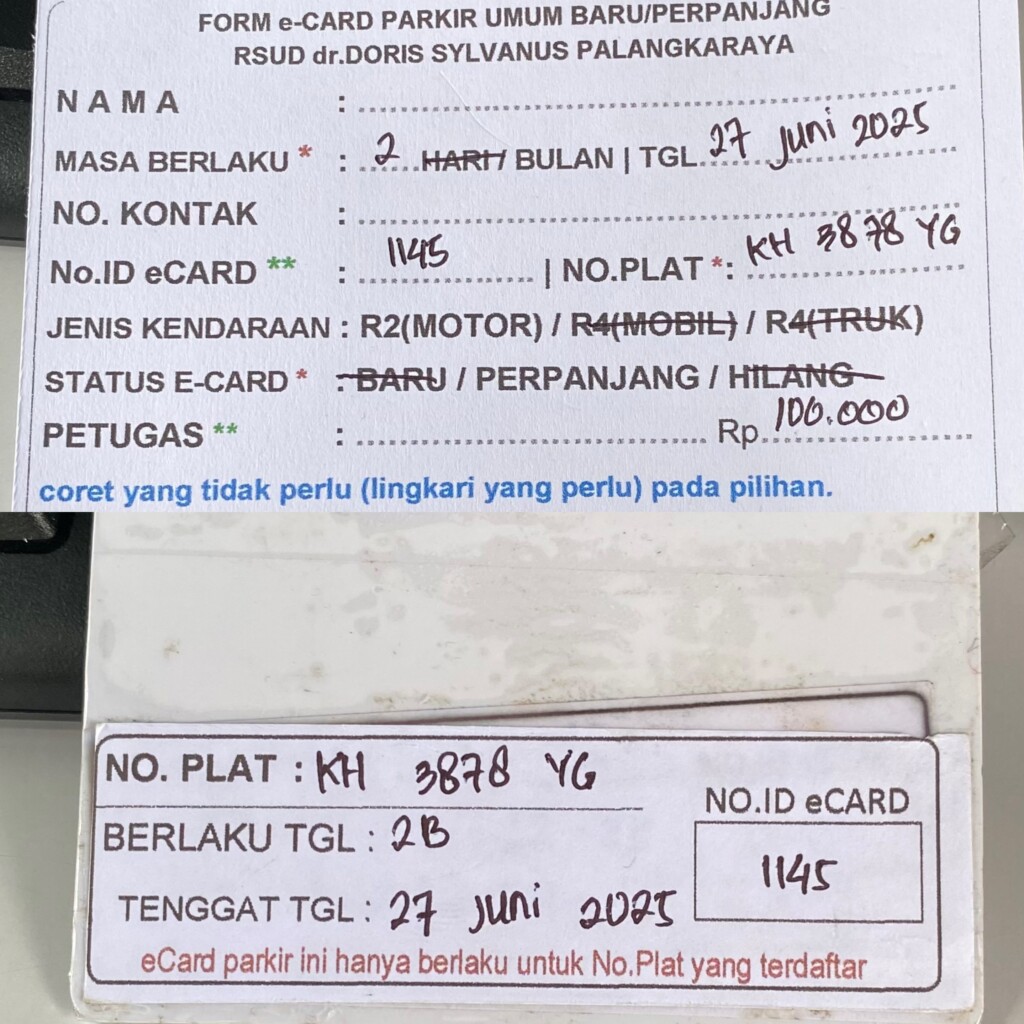 FORM e-CARD PARKIR UMUM BARU/PERPANJANG
RSUD dr.DORIS SYLVANUS PALANGKARAYA
N A M A :
MASA BERLAKU * : 2 HARI / BULAN | TGL. 27 Juni 2025
NO. KONTAK :
No.ID eCARD ** : 1145 | NO.PLAT *: KH 3878 YG
JENIS KENDARAAN : R2(MOTOR) / R4(MOBIL) / R4(TRUK)
STATUS E-CARD * : BARU / PERPANJANG / HILANG
PETUGAS ** : Rp. 100.000
coret yang tidak perlu (lingkari yang perlu) pada pilihan.
NO. PLAT : KH 3878 YG
BERLAKU TGL : 2B
TENGGAT TGL : 27 Juni 2025
NO.ID eCARD
1145
eCard parkir ini hanya berlaku untuk No.Plat yang terdaftar